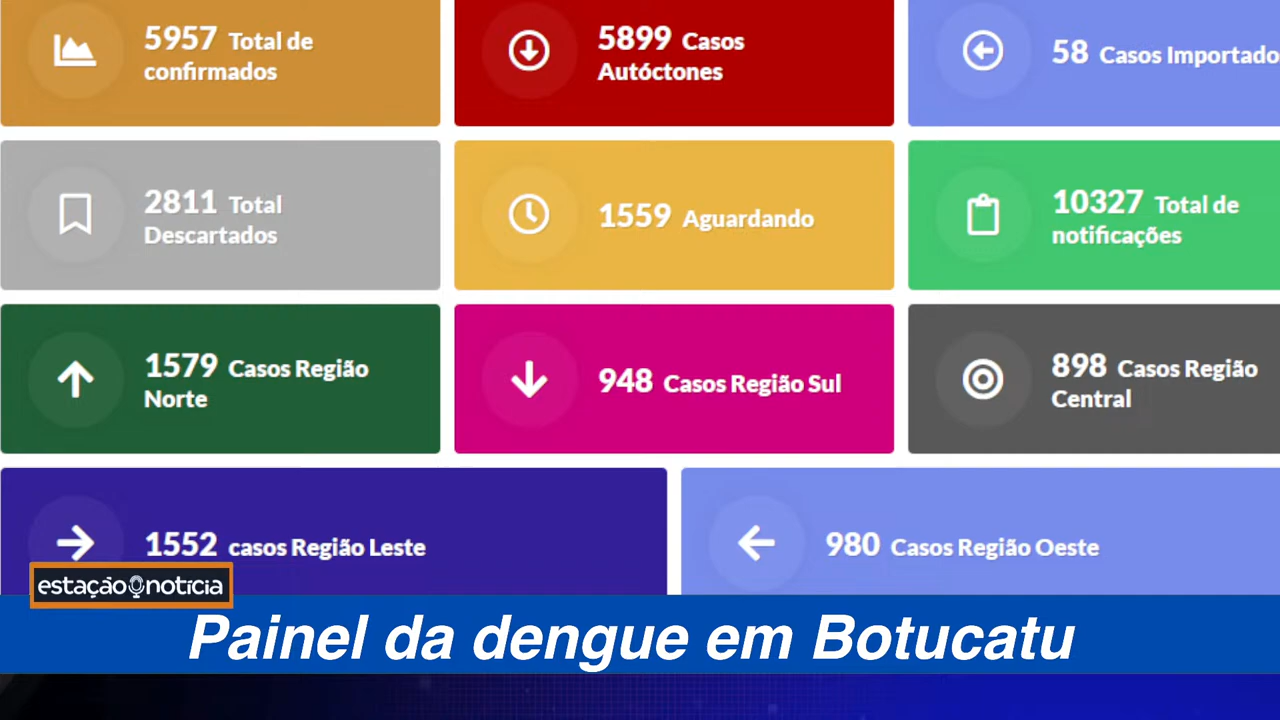 5957 Total de
confirmados
5899 Casos
Autóctones
58 Casos Importado
2811 Total
Descartados
1559 Aguardando
10327 Total de
notificações
1579 Casos Região
Norte
948 Casos Região Sul
898 Casos Região
Central
1552 casos Região Leste
980 Casos Região Oeste
estação notícia
Painel da dengue em Botucatu